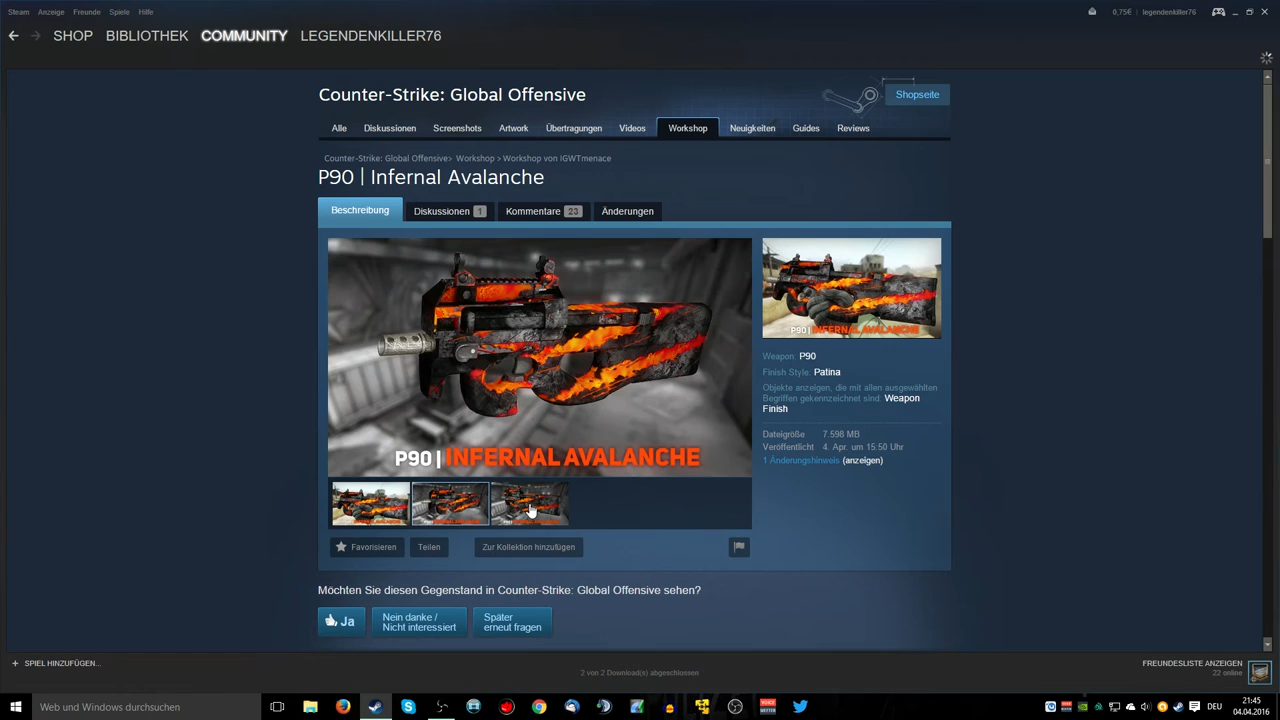 Steam Anzeige Freunde Spiele Hilfe
0,75€ legendenkiller76
SHOP BIBLIOTHEK COMMUNITY LEGENDENKILLER76
Counter-Strike: Global Offensive
Shopseite
Alle Diskussionen Screenshots Artwork Übertragungen Videos Workshop Neuigkeiten Guides Reviews
Counter-Strike: Global Offensive> Workshop > Workshop von IGWTmenace
P90 | Infernal Avalanche
Beschreibung Diskussionen 1 Kommentare 23 Änderungen
P90 | INFERNAL AVALANCHE
P90 | INFERNAL AVALANCHE
Weapon: P90
Finish Style: Patina
Objekte anzeigen, die mit allen ausgewählten
Begriffen gekennzeichnet sind: Weapon
Finish
Dateigröße 7.598 MB
Veröffentlicht 4. Apr. um 15:50 Uhr
1 Änderungshinweis (anzeigen)
Favorisieren Teilen Zur Kollektion hinzufügen
Möchten Sie diesen Gegenstand in Counter-Strike: Global Offensive sehen?
Ja
Nein danke /
Nicht interessiert
Später
erneut fragen
+ SPIEL HINZUFÜGEN...
2 von 2 Download(s) abgeschlossen
FREUNDESLISTE ANZEIGEN
22 online
Web und Windows durchsuchen
DEU
21:45
04.04.2016